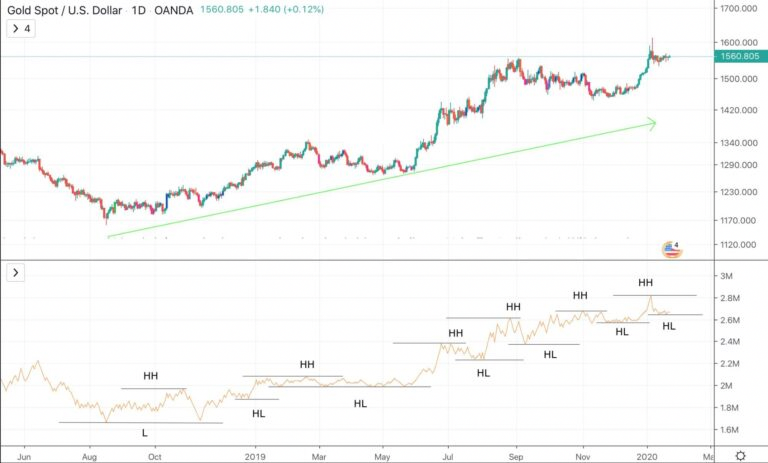 Gold Spot / U.S. Dollar · 1D · OANDA 1560.805 +1.840 (+0.12%)
4
1700.000
1600.000
1560.805
1500.000
1420.000
1340.000
1290.000
1230.000
1170.000
1120.000
4
3M
2.8M
2.6M
2.4M
2.2M
2M
1.8M
1.6M
HH
HH
HH
HL
HL
HH
HL
HH
HL
HH
HH
HL
HL
L
Jun Aug Oct 2019 Mar May Jul Sep Nov 2020 Ma